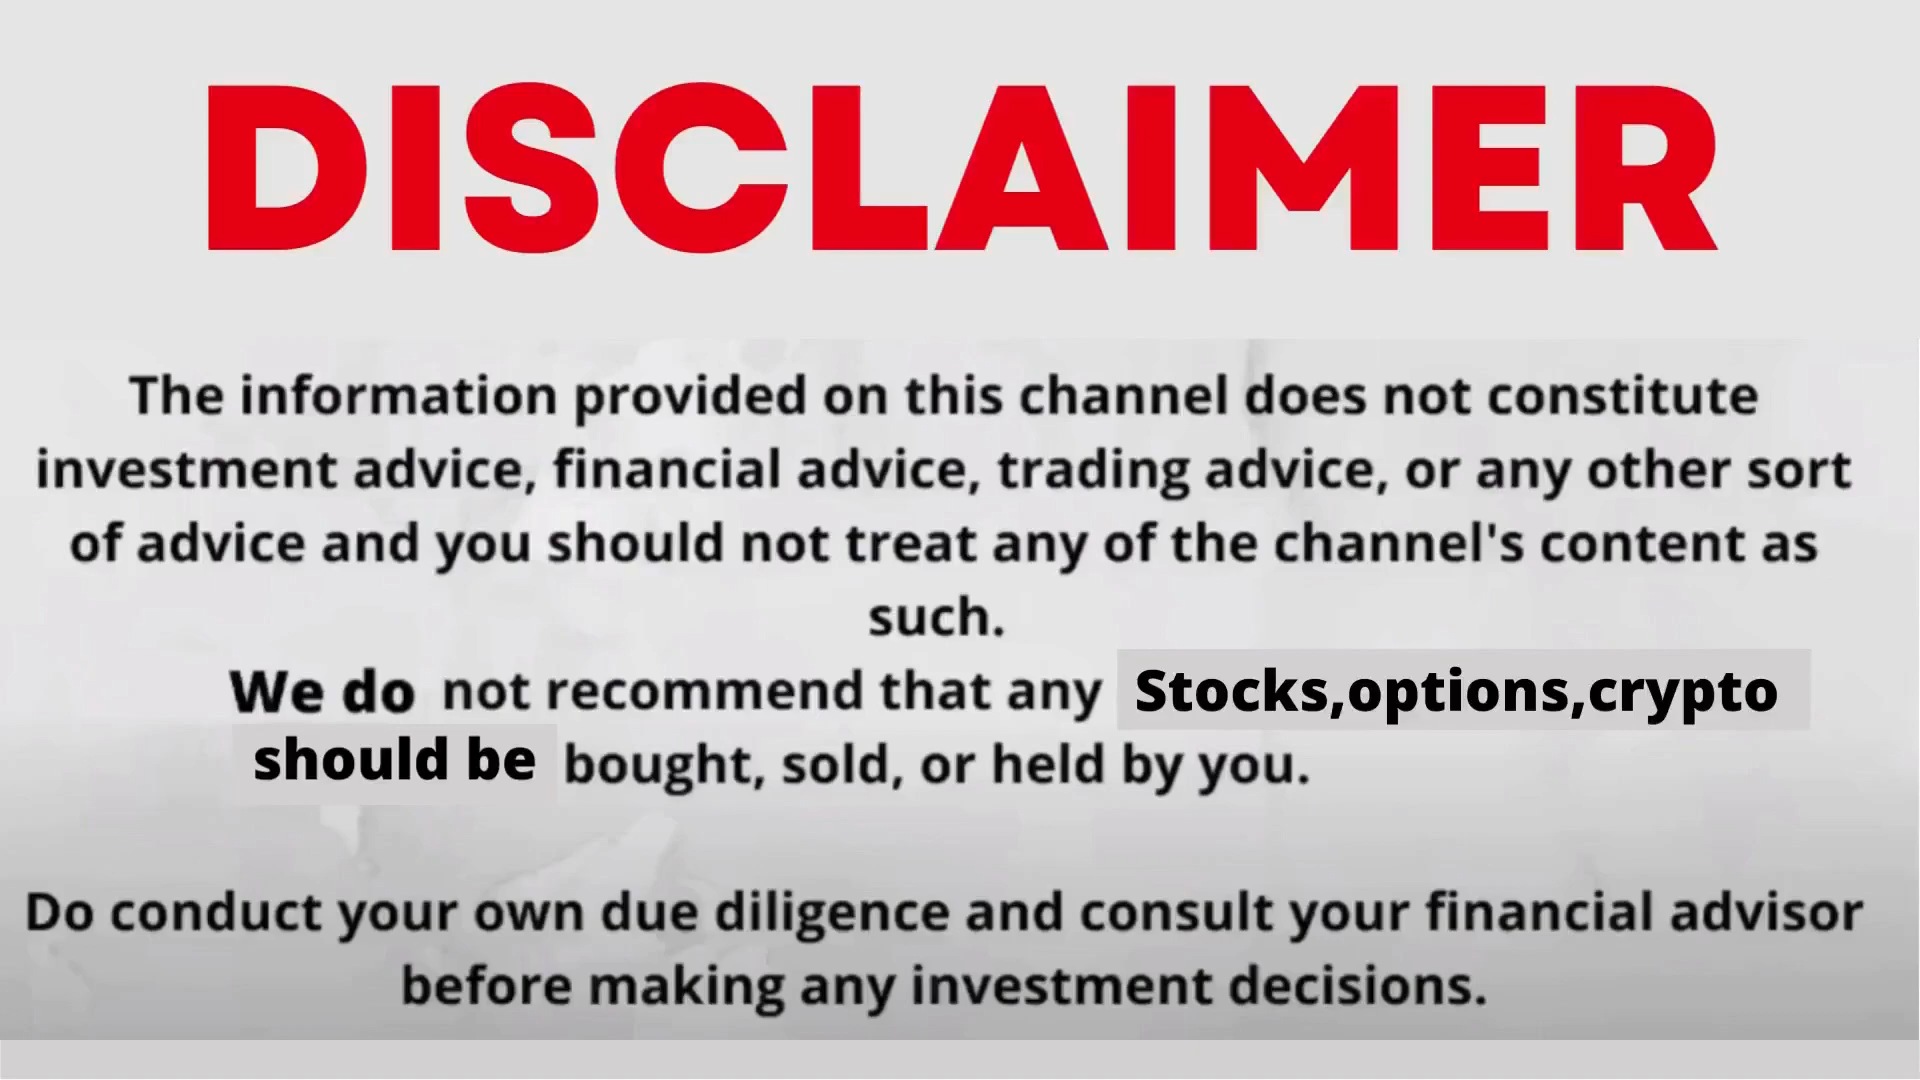 DISCLAIMER
The information provided on this channel does not constitute
investment advice, financial advice, trading advice, or any other sort
of advice and you should not treat any of the channel's content as
such.
We do not recommend that any Stocks,options,crypto
should be bought, sold, or held by you.
Do conduct your own due diligence and consult your financial advisor
before making any investment decisions.